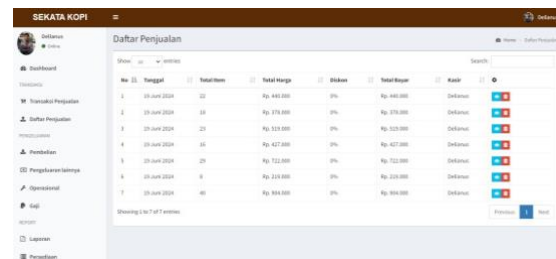 SEKATA KOPI
Dellanus
Dellanus
Online
Daftar Penjualan
Home Daftar Penjualan
Dashboard
Show 10 entries
Search:
TRANSAKSI
No Tanggal Total Item Total Harga Diskon Total Bayar Kasir
Transaksi Penjualan
1 19 Juni 2024 22 Rp. 440.000 0% Rp. 440.000 Dellanus
Daftar Penjualan
2 19 Juni 2024 18 Rp. 378.000 0% Rp. 378.000 Dellanus
3 19 Juni 2024 25 Rp. 519.000 0% Rp. 519.000 Dellanus
Pembelian
4 19 Juni 2024 16 Rp. 427.000 0% Rp. 427.000 Dellanus
Pengeluaran lainnya
5 19 Juni 2024 29 Rp. 722.000 0% Rp. 722.000 Dellanus
Operasional
6 19 Juni 2024 8 Rp. 219.000 0% Rp. 219.000 Dellanus
Gaji
7 19 Juni 2024 40 Rp. 904.000 0% Rp. 904.000 Dellanus
REPORT
Showing 1 to 7 of 7 entries
Previous 1 Next
Laporan
Persediaan